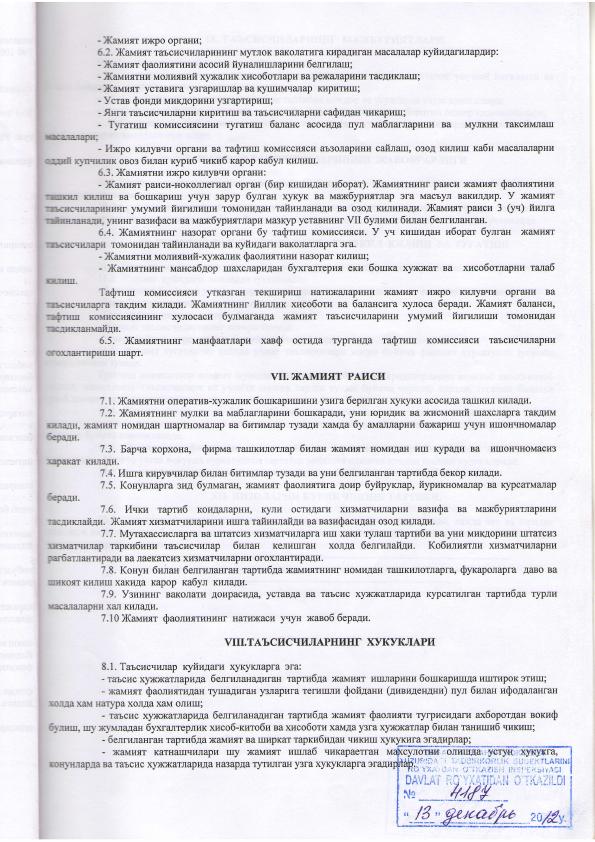 - Жамият ижро органи;
6.2. Жамият таъсисчиларининг мутлок ваколатига кирадиган масалалар куйидагилардир:
- Жамият фаолиятини асосий йуналишларини белгилаш;
- Жамиятни молиявий хужалик хисоботлари ва режаларини тасдиклаш;
- Жамият уставига узгаришлар ва кушимчалар киритиш;
- Устав фонди микдорини узгартириш;
- Янги таъсисчиларни киритиш ва таъсисчиларни сафидан чикариш;
- Тугатиш комиссиясини тугатиш баланс асосида пул маблагларини ва мулкни таксимлаш
масалалари;
- Ижро килувчи органи ва тафтиш комиссияси аъзоларини сайлаш, озод килиш каби масалаларни
оддий купчилик овоз билан куриб чикиб карор кабул килиш.
6.3. Жамиятни ижро килувчи органи:
- Жамият раиси-ноколлегиал орган (бир кишидан иборат). Жамиятнинг раиси жамият фаолиятини
ташкил килиш ва бошкариш учун зарур булган хукук ва мажбуриятлар эга масъул вакилдир. У жамият
таъсисчиларининг умумий йигилиши томонидан тайинланади ва озод килинади. Жамият раиси 3 (уч) йилга
тайинланади, унинг вазифаси ва мажбуриятлари мазкур уставнинг VII булими билан белгиланган.
6.4. Жамиятнинг назорат органи бу тафтиш комиссияси. У уч кишидан иборат булган жамият
таъсисчилари томонидан тайинланади ва куйидаги ваколатларга эга.
- Жамиятни молиявий-хужалик фаолиятини назорат килиш;
- Жамиятнинг мансабдор шахсларидан бухгалтерия еки бошка хужжат ва хисоботларни талаб
килиш.
Тафтиш комиссияси утказган текшириш натижаларини жамият ижро килувчи органи ва
таъсисчиларга такдим килади. Жамиятнинг йиллик хисоботи ва балансига хулоса беради. Жамият баланси,
тафтиш комиссиясининг хулосаси булмаганда жамият таъсисчиларини умумий йигилиши томонидан
тасдикланмайди.
6.5. Жамиятнинг манфаатлари хавф остида турганда тафтиш комиссияси таъсисчиларни
огохлантириши шарт.
VII. ЖАМИЯТ РАИСИ
7.1. Жамиятни оператив-хужалик бошкаришини узига берилган хукуки асосида ташкил килади.
7.2. Жамиятнинг мулки ва маблагларини бошкаради, уни юридик ва жисмоний шахсларга такдим
килади, жамият номидан шартномалар ва битимлар тузади хамда бу амалларни бажариш учун ишончномалар
беради.
7.3. Барча корхона, фирма ташкилотлар билан жамият номидан иш куради ва ишончномасиз
харакат килади.
7.4. Ишга кирувчилар билан битимлар тузади ва уни белгиланган тартибда бекор килади.
7.5. Конунларга зид булмаган, жамият фаолиятига доир буйруклар, йурикномалар ва курсатмалар
беради.
7.6. Ички тартиб коидаларни, кули остидаги хизматчиларни вазифа ва мажбуриятларини
тасдиклайди. Жамият хизматчиларини ишга тайинлайди ва вазифасидан озод килади.
7.7. Мутахассисларга ва штатсиз хизматчиларга иш хаки тулаш тартиби ва уни микдорини штатсиз
хизматчилар таркибини таъсисчилар билан келишган холда белгилайди. Кобилиятли хизматчиларни
рагбатлантиради ва лаекатсиз хизматчиларни огохлантиради.
7.8. Конун билан белгиланган тартибда жамиятнинг номидан ташкилотларга, фукароларга даво ва
шикоят килиш хакида карор кабул килади.
7.9. Узининг ваколати доирасида, уставда ва таъсис хужжатларида курсатилган тартибда турли
масалаларни хал килади.
7.10 Жамият фаолиятининг натижаси учун жавоб беради.
VIII.ТАЪСИСЧИЛАРНИНГ ХУКУКЛАРИ
8.1. Таъсисчилар куйидаги хукукларга эга:
- таъсис хужжатларида белгиланадиган тартибда жамият ишларини бошкаришда иштирок этиш;
- жамият фаолиятидан тушадиган узларига тегишли фойдани (дивидендни) пул билан ифодаланган
холда хам натура холда хам олиш;
- таъсис хужжатларида белгиланадиган тартибда жамият фаолияти тугрисидаги ахборотдан вокиф
булиш, шу жумладан бухгалтерлик хисоб-китоби ва хисоботи хамда узга хужжатлар билан танишиб чикиш;
- белгиланган тартибда жамият ва ширкат таркибидан чикиш хукукига эгадирлар;
- жамият катнашчилари шу жамият ишлаб чикараетган махсулотни олишда устун хукукга,
конунларда ва таъсис хужжатларида назарда тутилган узга хукукларга эгадирлар.
TADBIRKORLIK SUBEKTLARINI
RO'YXATDAN O'TKAZISH INSPEKSIYASI
DAVLAT RO'YXATIDAN O'TKAZILDI
№ 4187
"13" декабрь 2012 y.